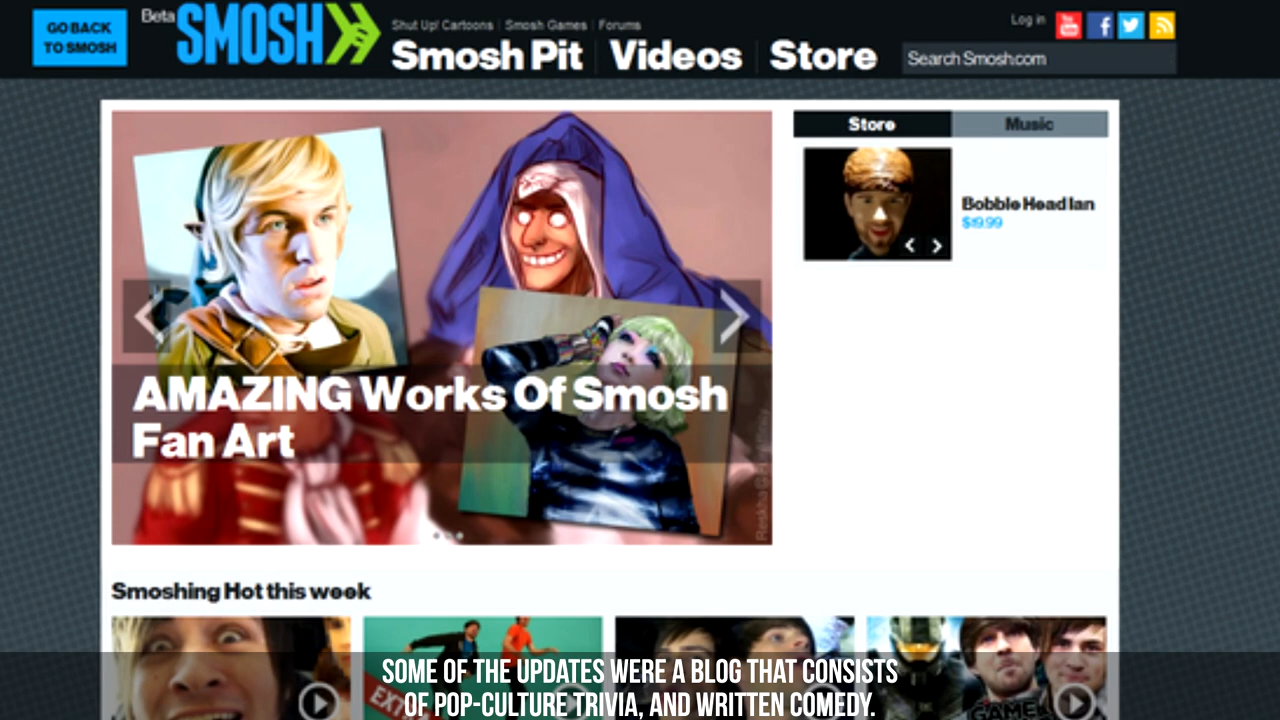 GO BACK
TO SMOSH
Beta
SMOSH
Shut Up! Cartoons
Smosh Games
Forums
Log in
You
Smosh Pit
Videos
Store
Search Smosh.com
Store
Music
Bobble Head Ian
$19.99
AMAZING Works Of Smosh
Fan Art
Smoshing Hot this week
SOME OF THE UPDATES WERE A BLOG THAT CONSISTS
OF POP-CULTURE TRIVIA, AND WRITTEN COMEDY.
GAME